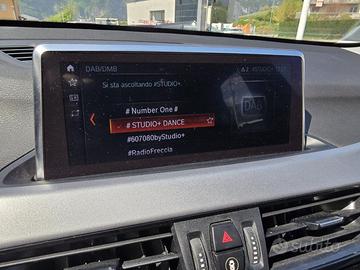 DAB/DMB
Si sta ascoltando #STUDIO+.
# Number One #
# STUDIO+ DANCE
#607080byStudio+
#RadioFreccia
DAB
subito